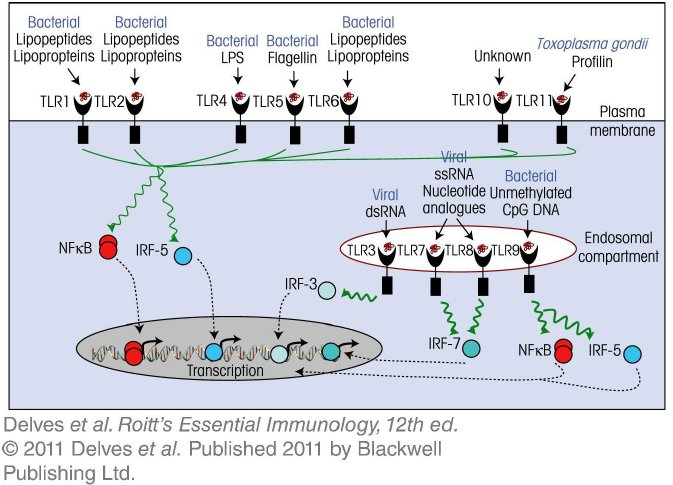 Bacterial
Lipopeptides
Lipoproteins
Bacterial
Lipopeptides
Lipoproteins
Bacterial
LPS
Bacterial
Flagellin
Bacterial
Lipopeptides
Lipoproteins
Unknown
Toxoplasma gondii
Profilin
TLR1
TLR2
TLR4
TLR5
TLR6
TLR10
TLR11
Plasma
membrane
Viral
dsRNA
Viral
ssRNA
Nucleotide
analogues
Bacterial
Unmethylated
CpG DNA
NFκB
IRF-5
TLR3
TLR7
TLR8
TLR9
Endosomal
compartment
IRF-3
IRF-7
NFκB
IRF-5
Transcription
Delves et al. Roitt's Essential Immunology, 12th ed.
© 2011 Delves et al. Published 2011 by Blackwell
Publishing Ltd.